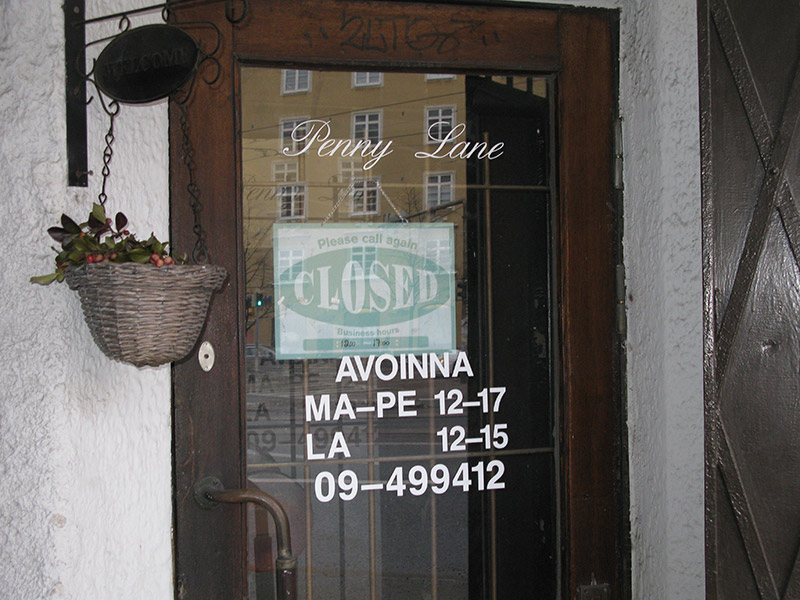 WELCOME
Penny Lane
Please call again
CLOSED
Business hours
AVOINNA
MA–PE 12–17
LA 12–15
09–499412